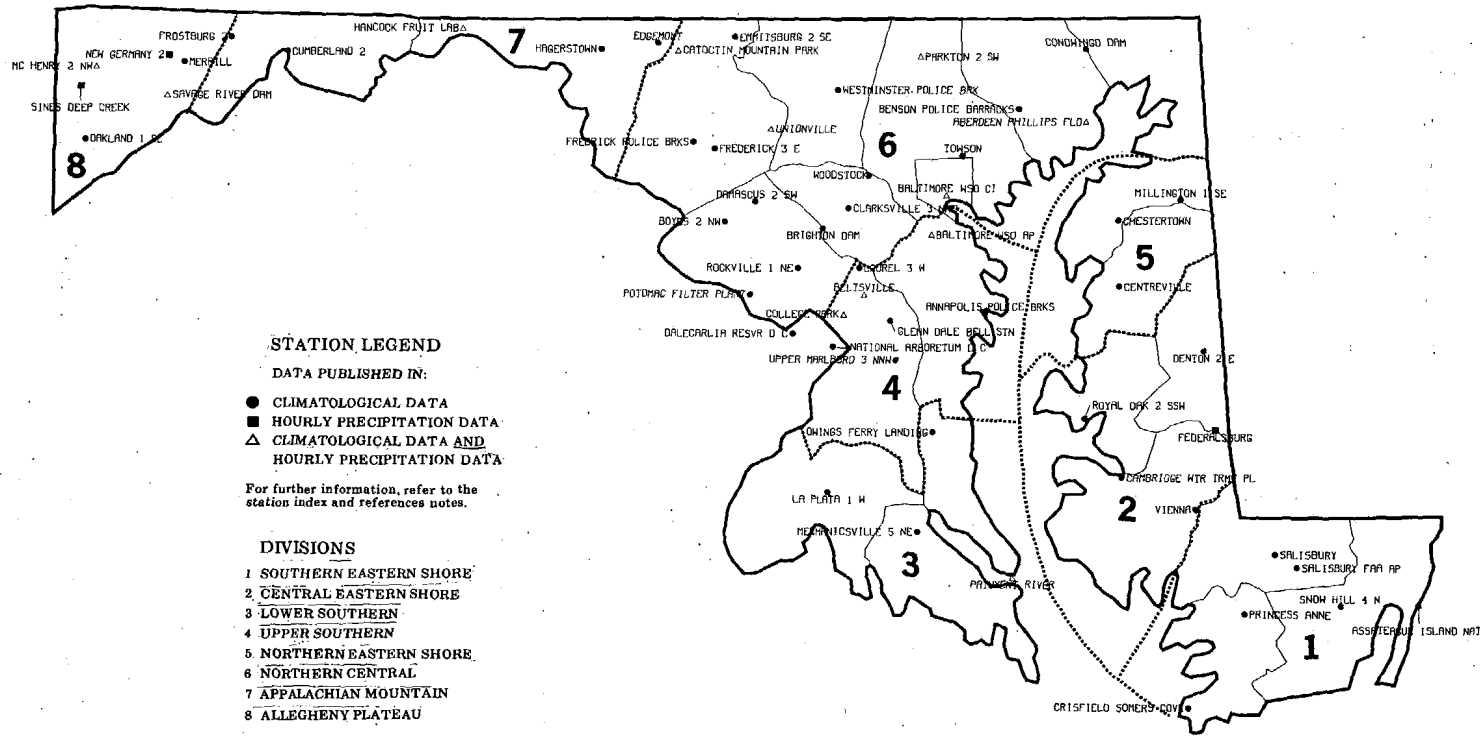 HANCOCK FRUIT LAB
7
FROSTBURG 2
CUMBERLAND 2
HAGERSTOWN
EDGEMONT
EMMITSBURG 2 SE
CATOCTIN MOUNTAIN PARK
CONOWINGO DAM
PARKTON 2 SW
NEW GERMANY 2
MERRILL
MC HENRY 2 NW
SAVAGE RIVER DAM
SINES DEEP CREEK
OAKLAND 1 SE
8
WESTMINSTER POLICE BRK
BENSON POLICE BARRACKS
ABERDEEN PHILLIPS FLD
UNIONVILLE
6
FREDRICK POLICE BRKS
FREDERICK 3 E
TOWSON
WOODSTOCK
BALTIMORE WSO CI
DAMASCUS 2 SW
CLARKSVILLE 3
MILLINGTON 1 SE
BOYDS 2 NW
BRIGHTON DAM
BALTIMORE WSO AP
CHESTERTOWN
5
ROCKVILLE 1 NE
LAUREL 3 W
BELTSVILLE
POTOMAC FILTER PLANT
CENTREVILLE
COLLEGE PARK
ANNAPOLIS POLICE BRKS
GLENN DALE BELL STN
DALECARLIA RESVR D C
NATIONAL ARBORETUM D C
UPPER MARLBORO 3 NNW
DENTON 2 E
4
ROYAL OAK 2 SSW
OWINGS FERRY LANDING
FEDERALSBURG
CAMBRIDGE WTR TRMT PL
2
VIENNA
LA PLATA 1 W
MECHANICSVILLE 5 NE
3
PATUXENT RIVER
SALISBURY
SALISBURY FAA AP
SNOW HILL 4 N
PRINCESS ANNE
ASSATEAGUE ISLAND NAT
1
CRISFIELD SOMERS COVE
STATION LEGEND
DATA PUBLISHED IN:
● CLIMATOLOGICAL DATA
■ HOURLY PRECIPITATION DATA
△ CLIMATOLOGICAL DATA AND
HOURLY PRECIPITATION DATA
For further information, refer to the
station index and references notes.
DIVISIONS
1 SOUTHERN EASTERN SHORE
2 CENTRAL EASTERN SHORE
3 LOWER SOUTHERN
4 UPPER SOUTHERN
5 NORTHERN EASTERN SHORE
6 NORTHERN CENTRAL
7 APPALACHIAN MOUNTAIN
8 ALLEGHENY PLATEAU